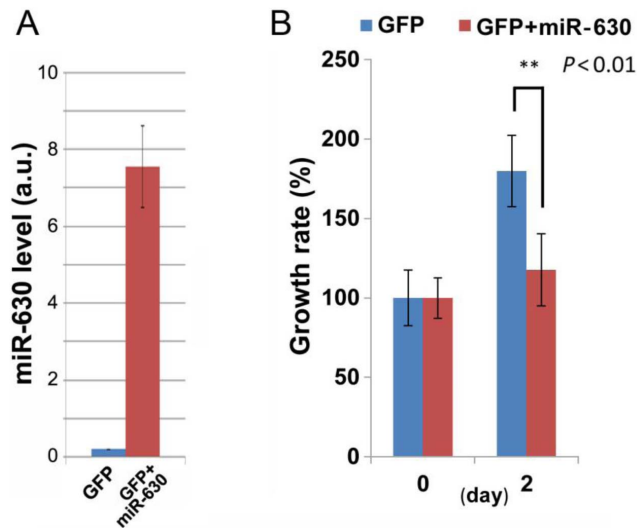 A
miR-630 level (a.u.)
10
8
6
4
2
0
GFP
GFP+
miR-630
B
GFP GFP+miR-630
** P<0.01
Growth rate (%)
250
200
150
100
50
0
0 (day) 2